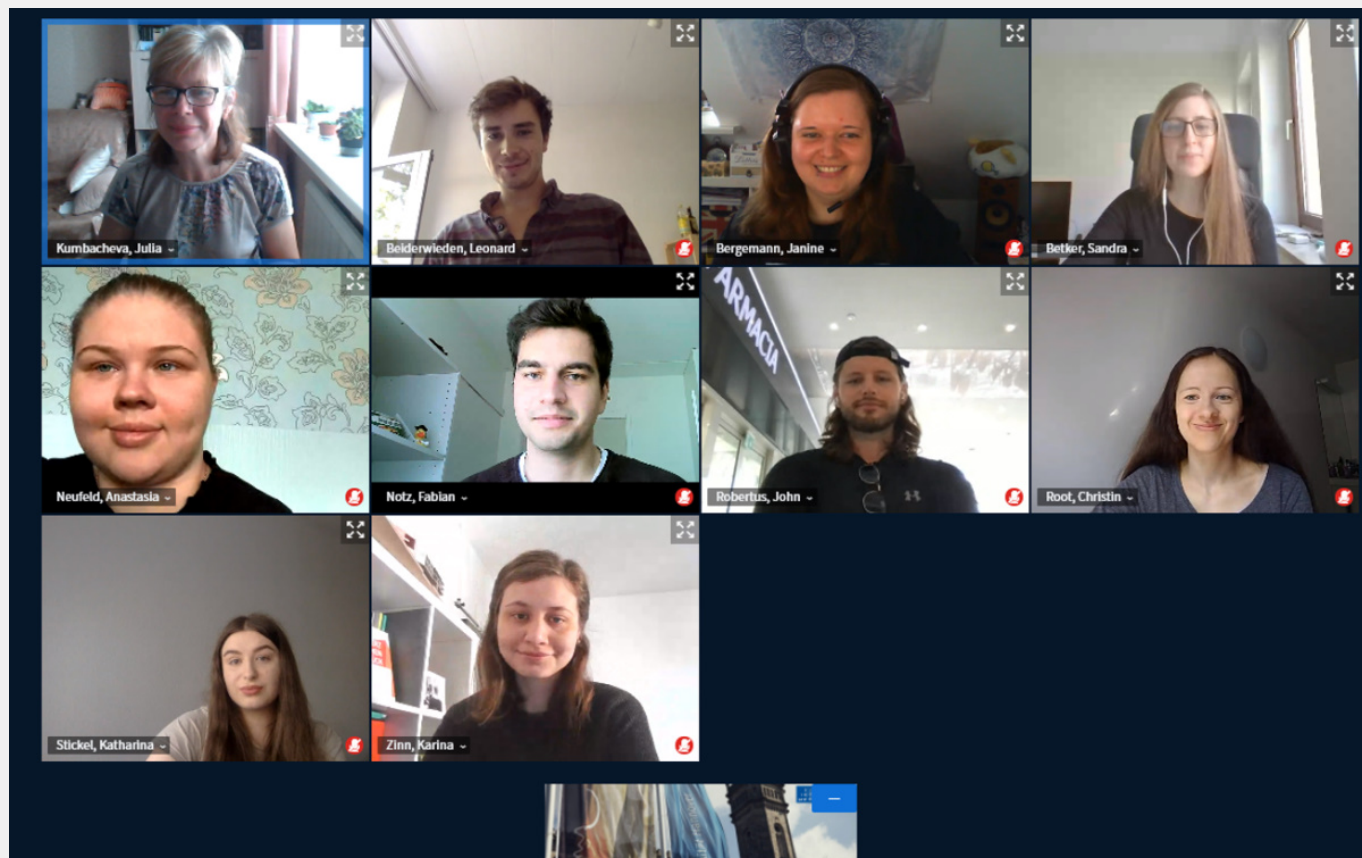 Kumbacheva, Julia
Beiderwieden, Leonard
Bergemann, Janine
Betker, Sandra
Neufeld, Anastasia
Notz, Fabian
ARMACIA
Robertus, John
Root, Christin
Stickel, Katharina
Zinn, Karina